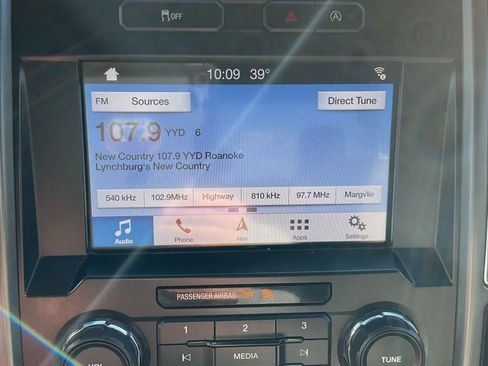 OFF
A
10:09 39°
FM Sources Direct Tune
107.9 YYD 6
New Country 107.9 YYD Roanoke
Lynchburg's New Country
540 kHz 102.9MHz Highway 810 kHz 97.7 MHz Margvlle
Audio Phone Nav Apps Settings
PASSENGER AIRBAG OFF
1 2 3
MEDIA
VOL TUNE